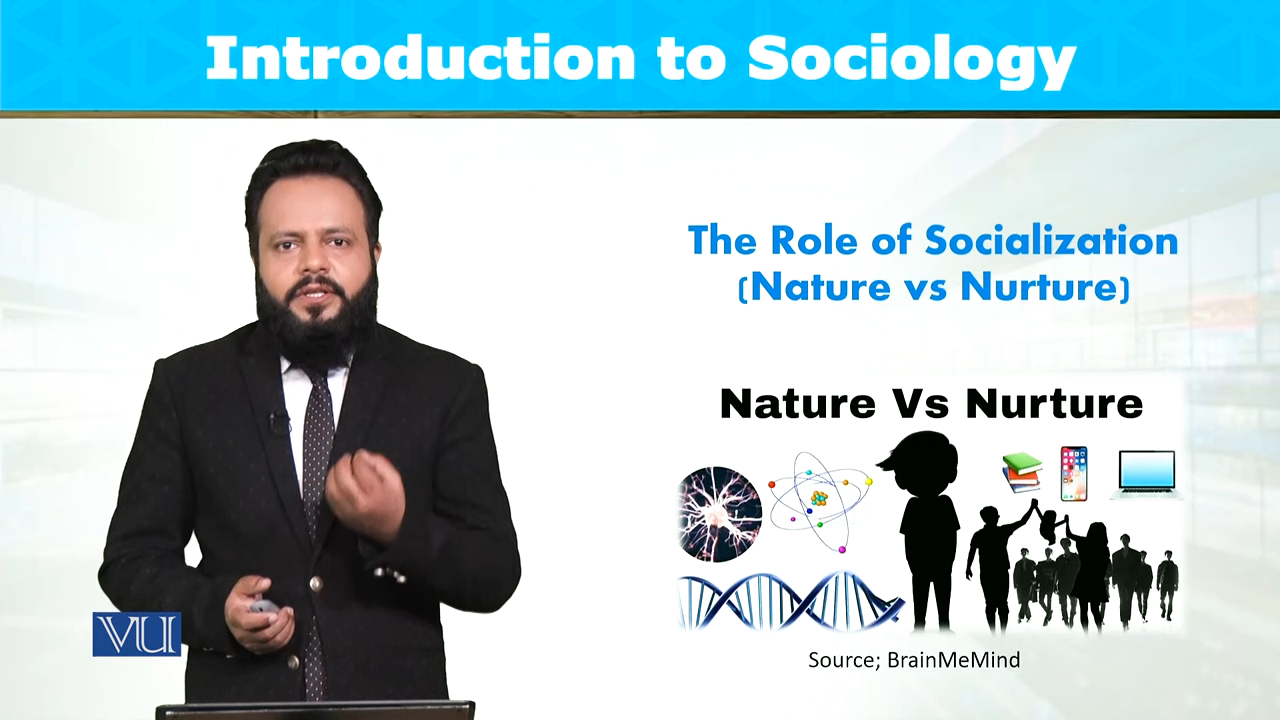 Introduction to Sociology
The Role of Socialization
(Nature vs Nurture)
Nature Vs Nurture
VU
Source; BrainMeMind